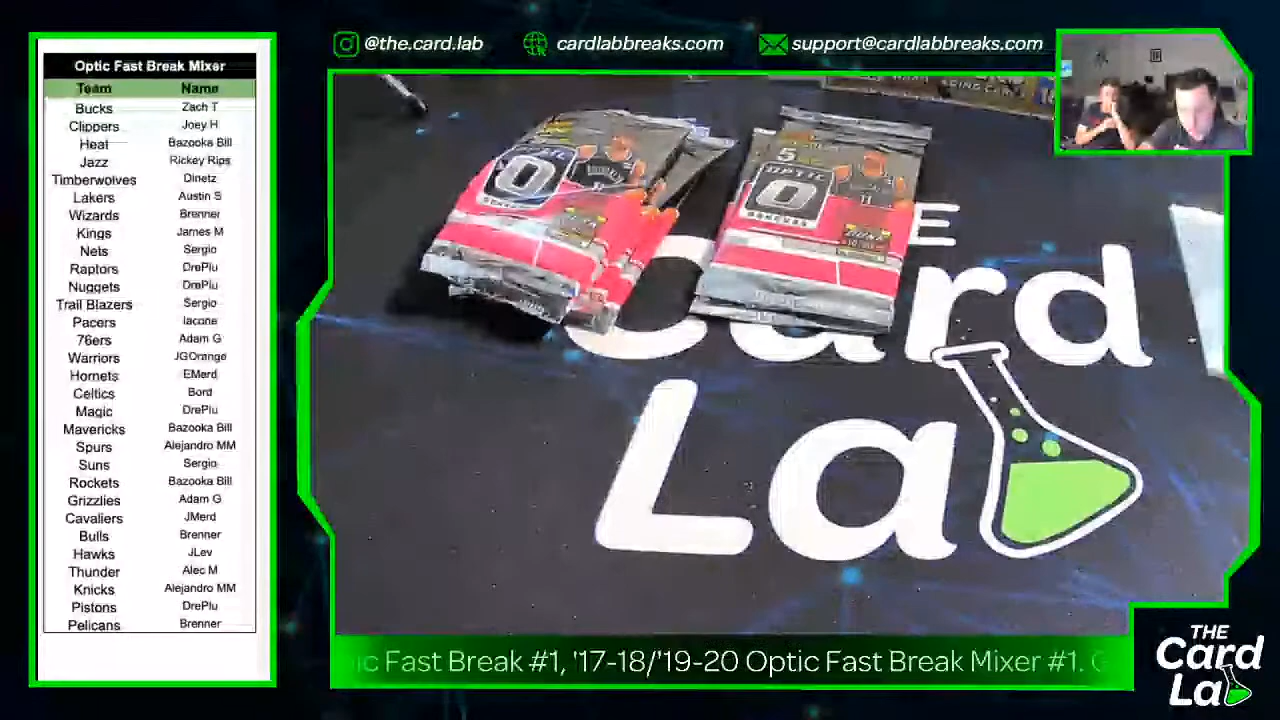 Optic Fast Break Mixer
Team Name
Bucks Zach T
Clippers Joey H
Heat Bazooka Bill
Jazz Rickey Rips
Timberwolves Dinetz
Lakers Austin S
Wizards Brenner
Kings James M
Nets Sergio
Raptors DrePlu
Nuggets DrePlu
Trail Blazers Sergio
Pacers Iacone
76ers Adam G
Warriors JGOrange
Hornets EMerd
Celtics Bord
Magic DrePlu
Mavericks Bazooka Bill
Spurs Alejandro MM
Suns Sergio
Rockets Bazooka Bill
Grizzlies Adam G
Cavaliers JMerd
Bulls Brenner
Hawks JLev
Thunder Alec M
Knicks Alejandro MM
Pistons DrePlu
Pelicans Brenner
@the.card.lab cardlabbreaks.com support@cardlabbreaks.com
OPTIC
5
OPTIC
11
E
Card
Lab
ic Fast Break #1, '17-18/'19-20 Optic Fast Break Mixer #1.
THE
Card
Lab